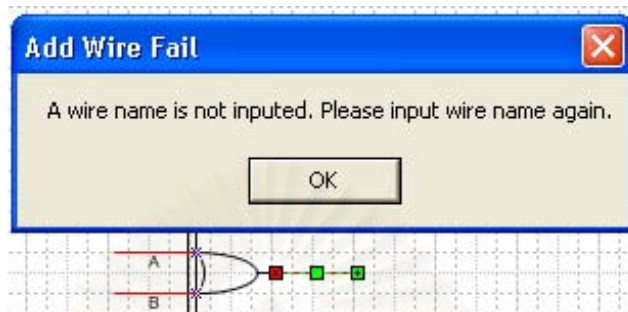 Add Wire Fail
A wire name is not inputed. Please input wire name again.
OK
A
B